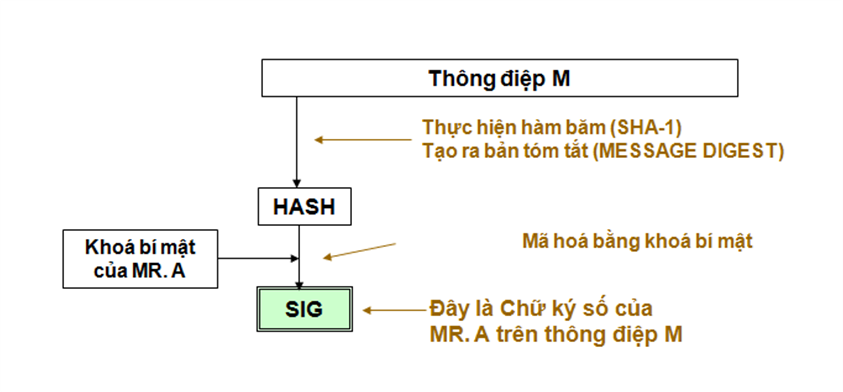 Thông điệp M
Thực hiện hàm băm (SHA-1)
Tạo ra bản tóm tắt (MESSAGE DIGEST)
HASH
Khoá bí mật
của MR. A
Mã hoá bằng khoá bí mật
SIG
Đây là Chữ ký số của
MR. A trên thông điệp M